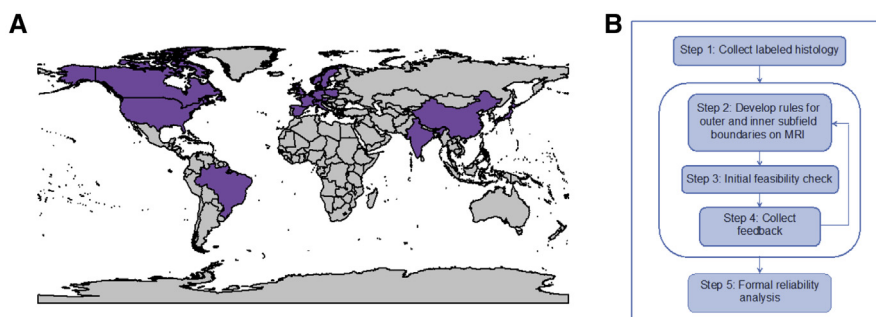 A
B
Step 1: Collect labeled histology
Step 2: Develop rules for
outer and inner subfield
boundaries on MRI
Step 3: Initial feasibility check
Step 4: Collect
feedback
Step 5: Formal reliability
analysis